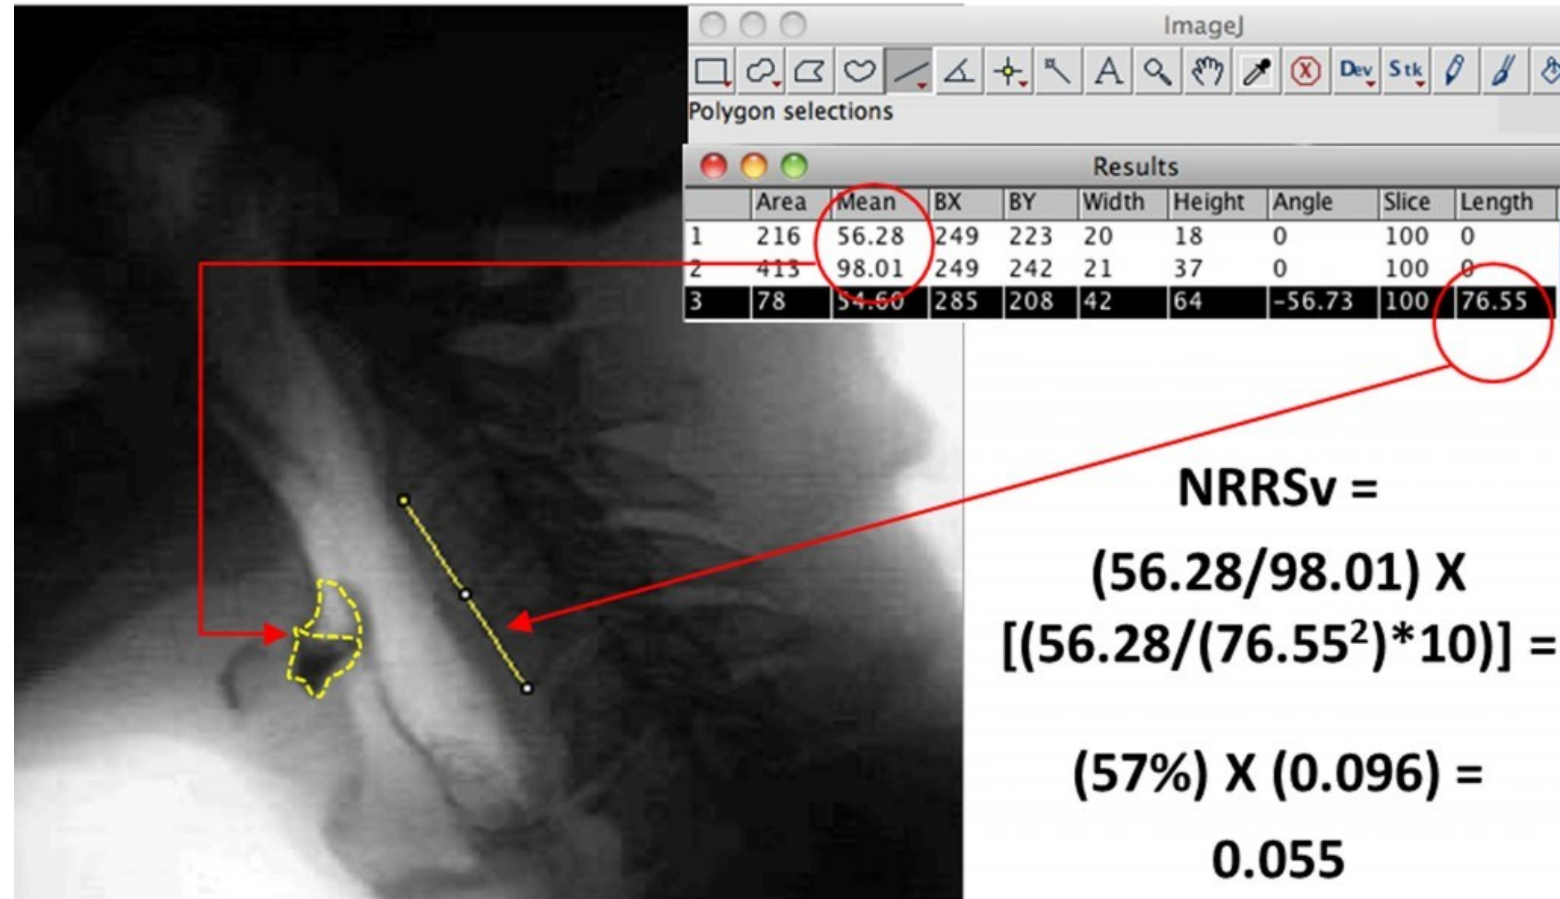 ImageJ
A Dev Stk
Polygon selections
Results
Area Mean BX BY Width Height Angle Slice Length
1 216 56.28 249 223 20 18 0 100 0
2 413 98.01 249 242 21 37 0 100 0
3 78 54.60 285 208 42 64 -56.73 100 76.55
NRRSv =
(56.28/98.01) X
[(56.28/(76.55²)*10)] =
(57%) X (0.096) =
0.055